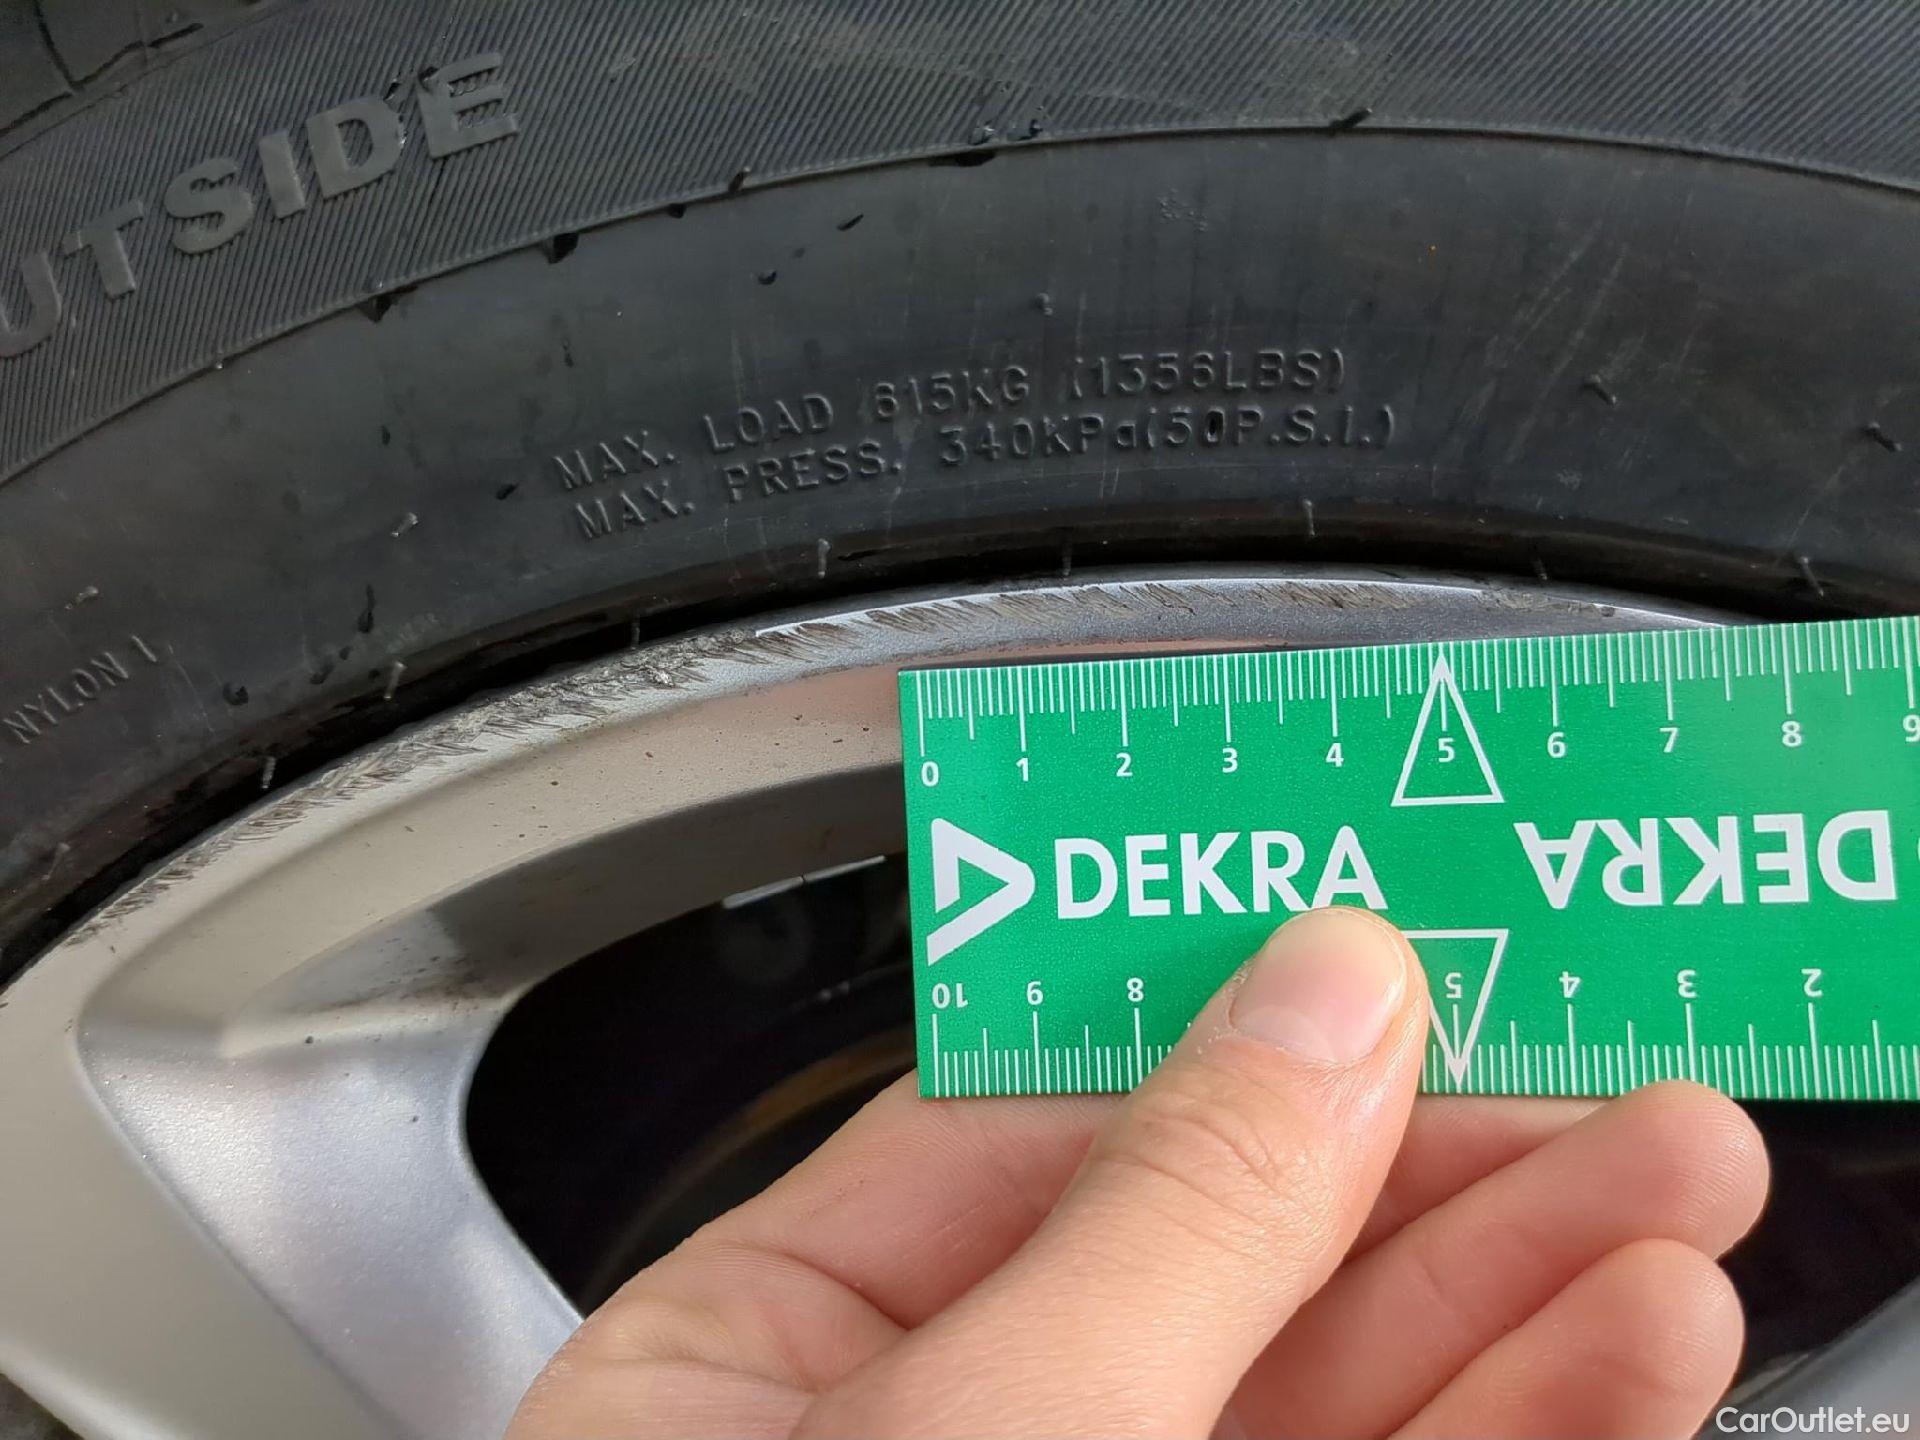 UTSIDE
MAX. LOAD 615KG (1356LBS)
MAX. PRESS. 340KPa(50P.S.I.)
NYLON 1
0 1 2 3 4 5 6 7 8 9
DEKRA DEKRA
10 9 8 5 4 3 2
CarOutlet.eu